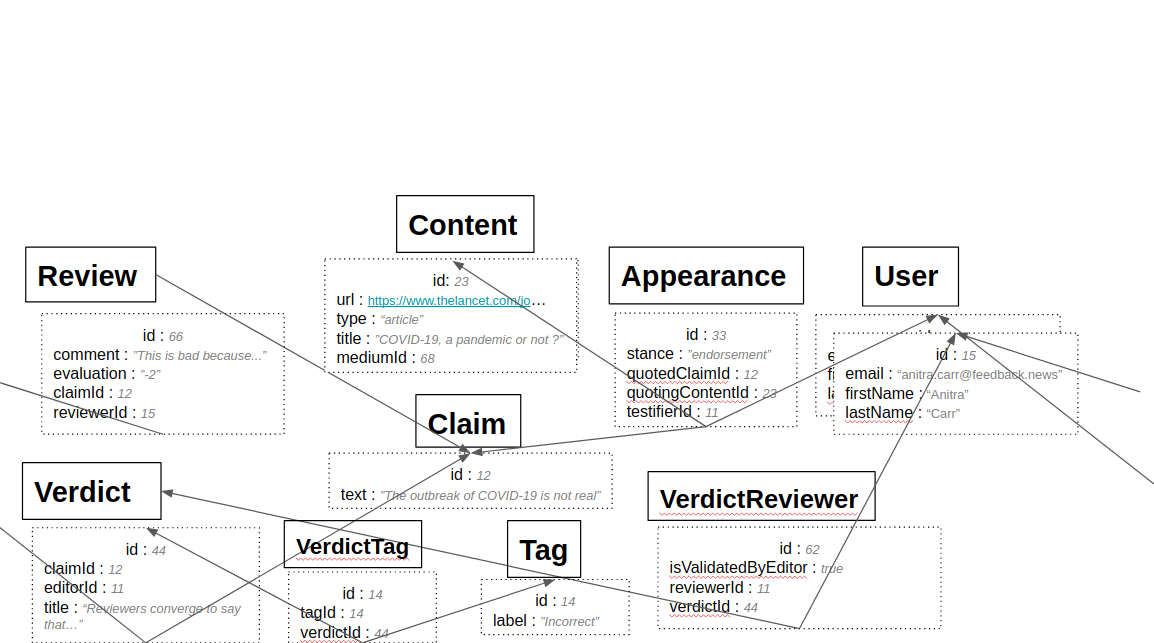 Content
id: 23
url : https://www.thelancet.com/jo…
type : “article”
title : ”COVID-19, a pandemic or not ?”
mediumId : 68
Review
id : 66
comment : ”This is bad because...”
evaluation : ”-2”
claimId : 12
reviewerId : 15
Appearance
id : 33
stance : ”endorsement”
quotedClaimId : 12
quotingContentId : 23
testifierId : 11
User
id : 15
email : “anitra.carr@feedback.news”
firstName : “Anitra”
lastName : “Carr”
Claim
id : 12
text : ”The outbreak of COVID-19 is not real”
Verdict
id : 44
claimId : 12
editorId : 11
title : “Reviewers converge to say
that…”
VerdictTag
id : 14
tagId : 14
verdictId : 44
Tag
id : 14
label : ”Incorrect”
VerdictReviewer
id : 62
isValidatedByEditor : true
reviewerId : 11
verdictId : 44